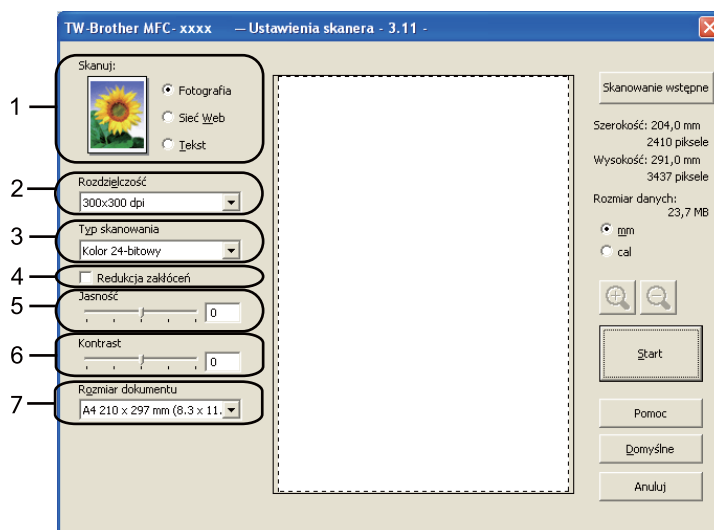 TW-Brother MFC- xxxx — Ustawienia skanera - 3.11 -
1
Skanuj:
Fotografia
Sieć Web
Tekst
2
Rozdzielczość
300x300 dpi
3
Typ skanowania
Kolor 24-bitowy
4
Redukcja zakłóceń
5
Jasność
0
6
Kontrast
0
7
Rozmiar dokumentu
A4 210 x 297 mm (8.3 x 11.
Skanowanie wstępne
Szerokość: 204,0 mm
2410 piksele
Wysokość: 291,0 mm
3437 piksele
Rozmiar danych:
23,7 MB
mm
cal
Start
Pomoc
Domyślne
Anuluj